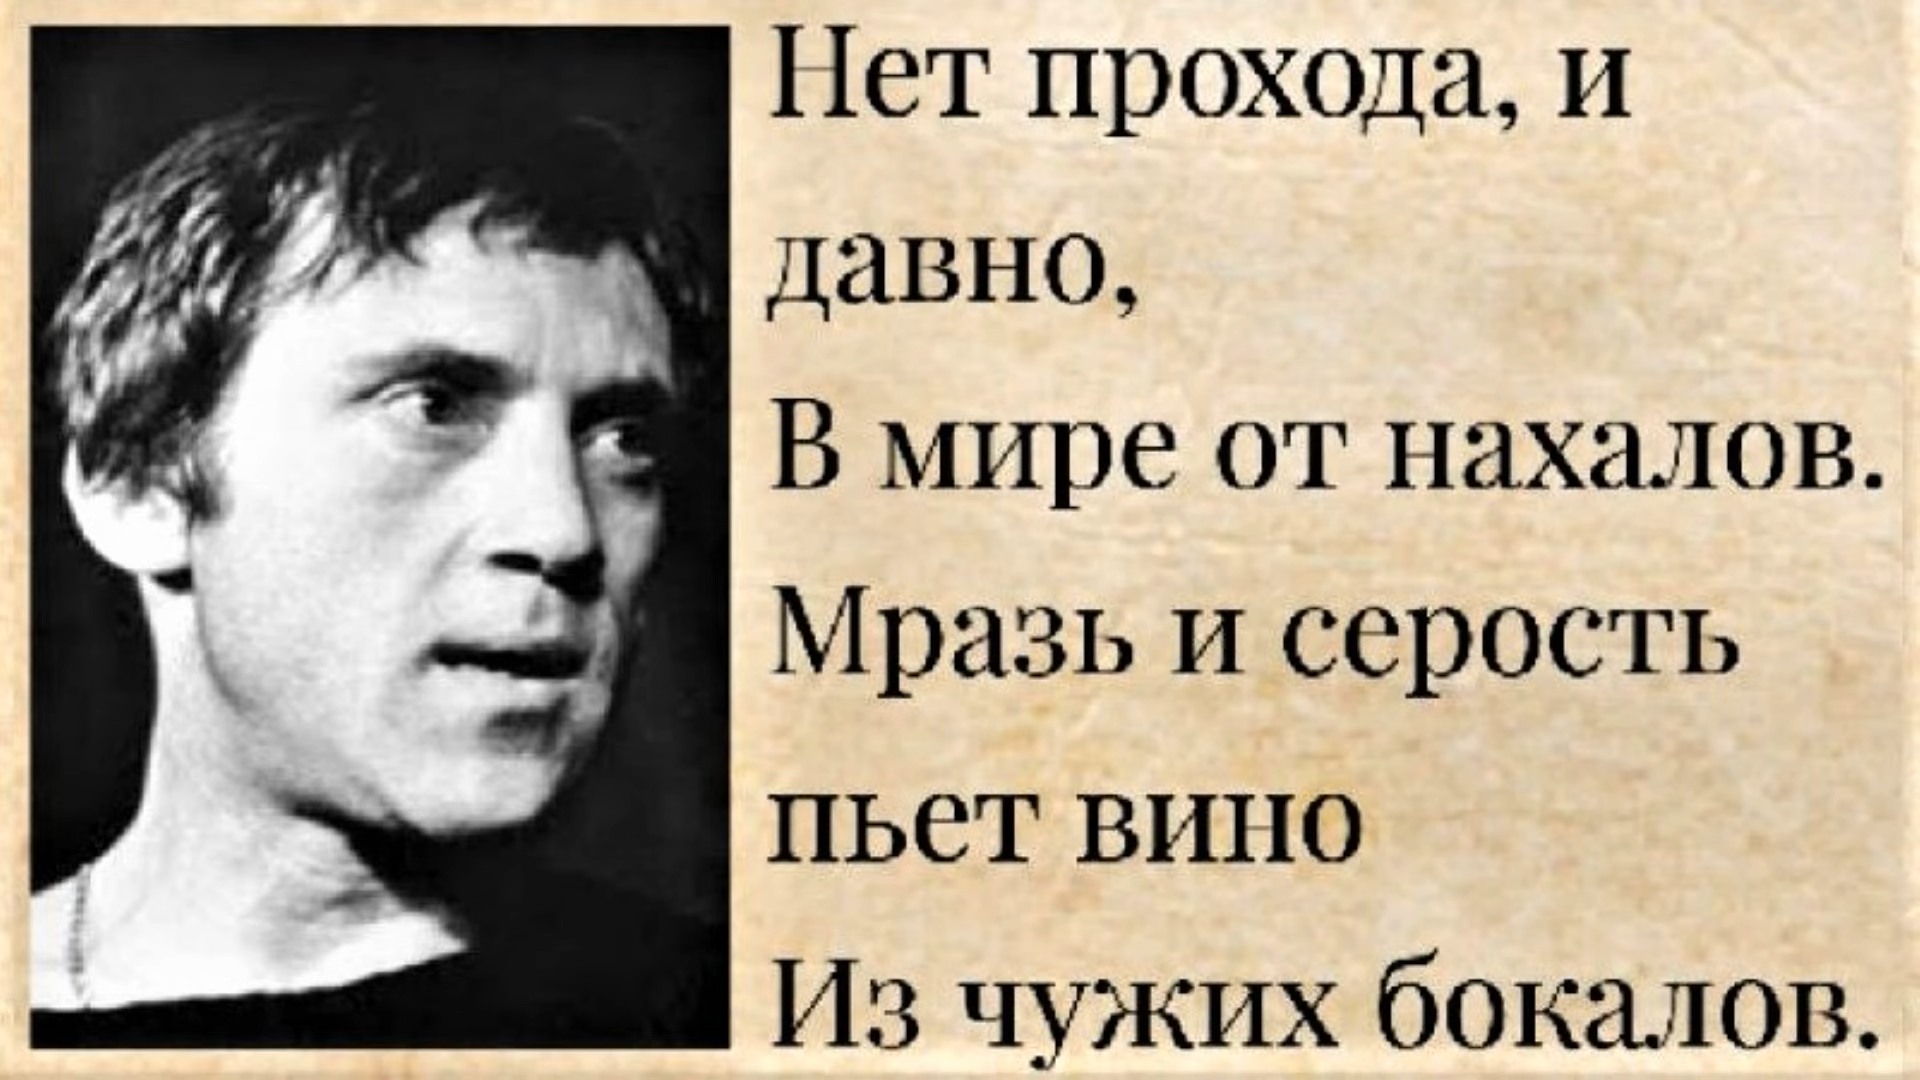 Нет прохода, и
давно,
В мире от нахалов.
Мразь и серость
пьет вино
Из чужих бокалов.